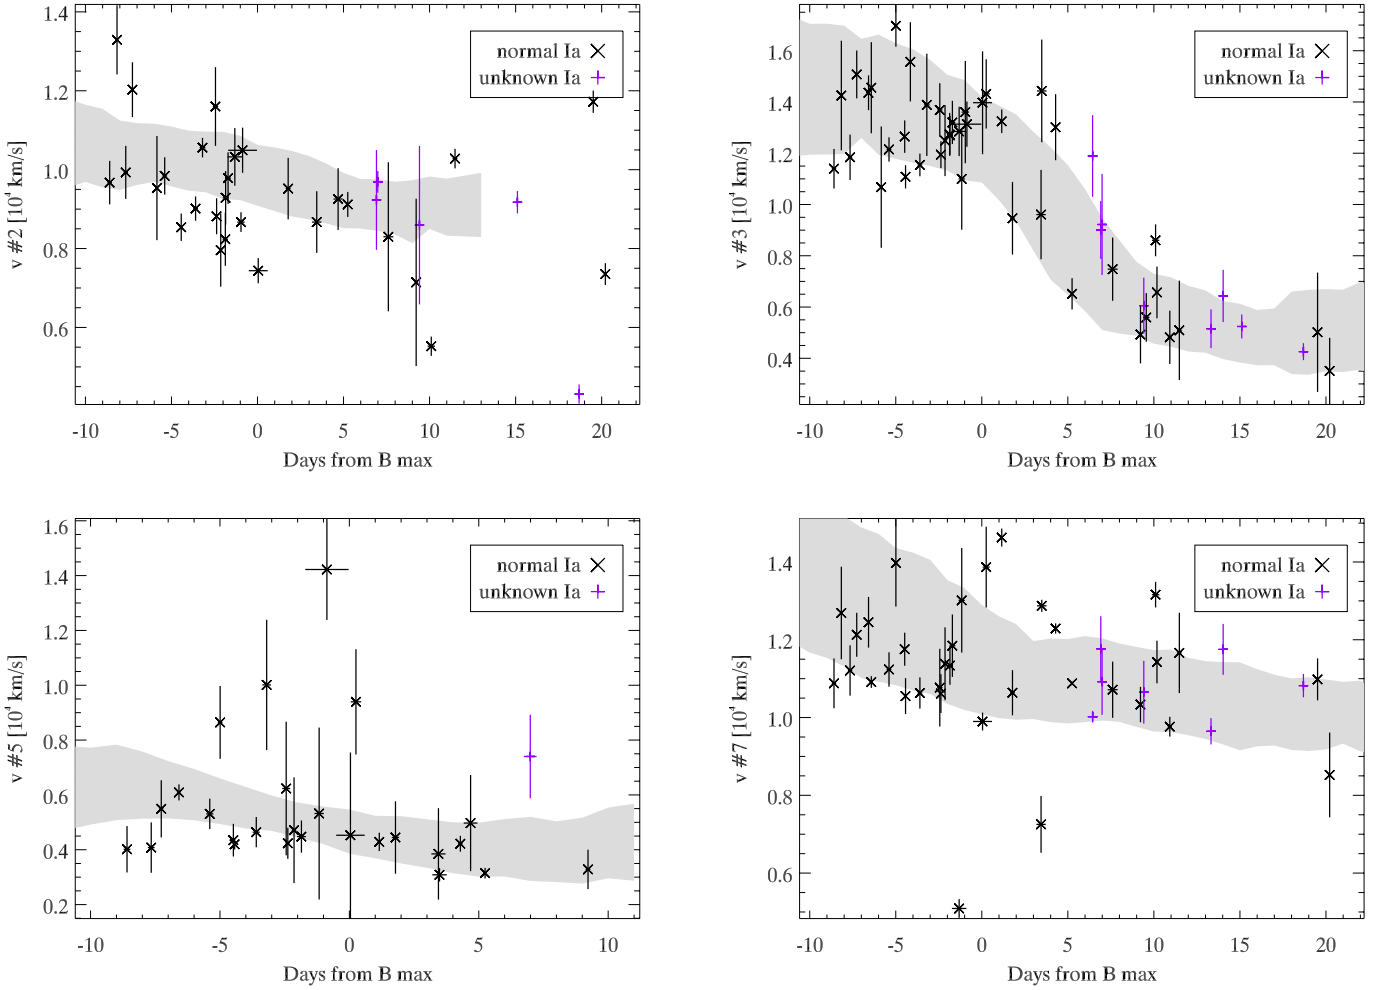 1.4
1.2
1.0
0.8
0.6
v #2 [10⁴ km/s]
normal Ia
unknown Ia
-10 -5 0 5 10 15 20
Days from B max
1.6
1.4
1.2
1.0
0.8
0.6
0.4
v #3 [10⁴ km/s]
normal Ia
unknown Ia
-10 -5 0 5 10 15 20
Days from B max
1.6
1.4
1.2
1.0
0.8
0.6
0.4
0.2
v #5 [10⁴ km/s]
normal Ia
unknown Ia
-10 -5 0 5 10
Days from B max
1.4
1.2
1.0
0.8
0.6
v #7 [10⁴ km/s]
normal Ia
unknown Ia
-10 -5 0 5 10 15 20
Days from B max